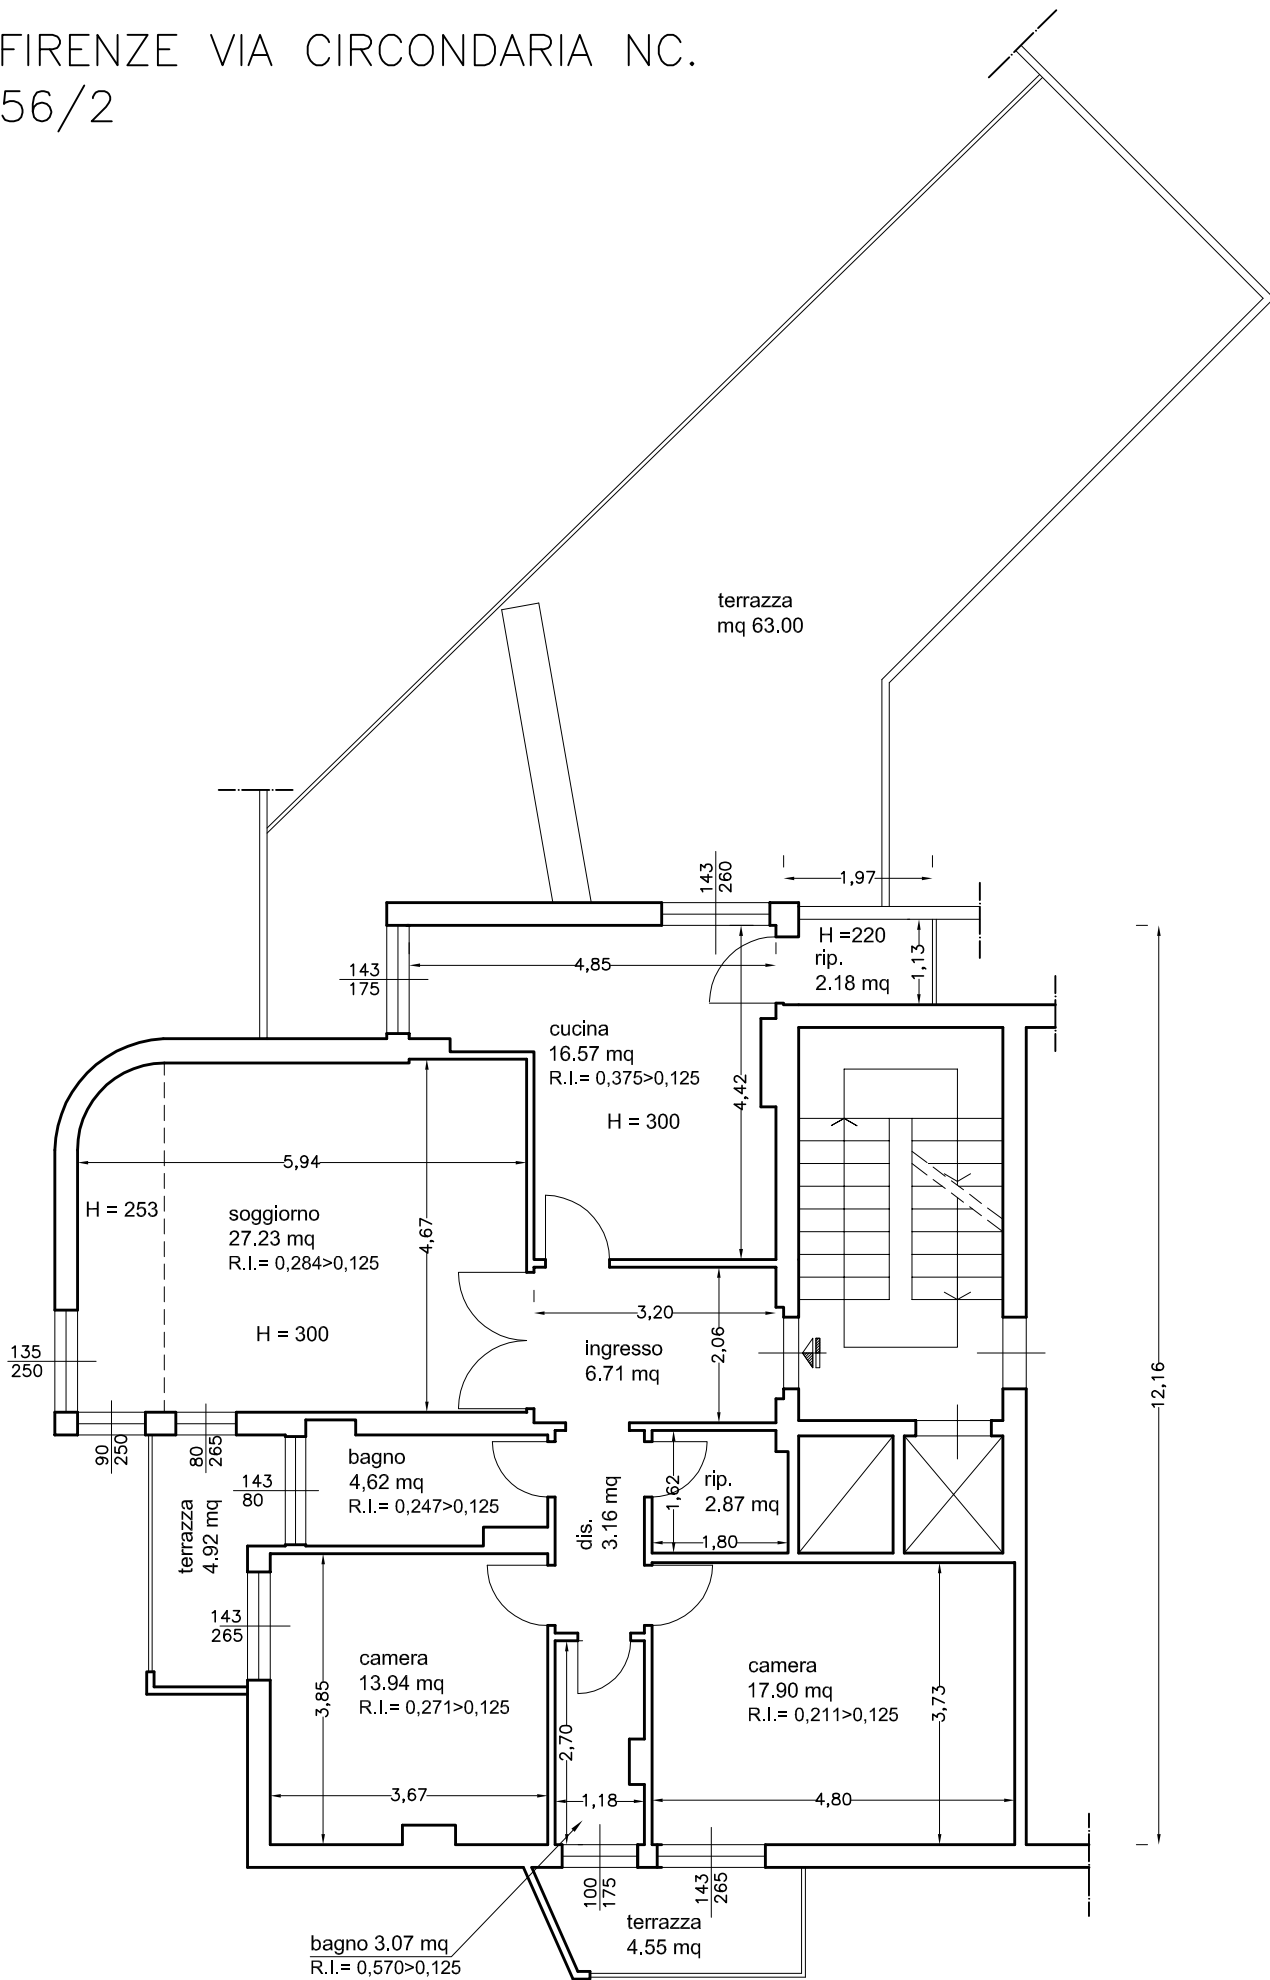 FIRENZE VIA CIRCONDARIA NC.
56/2
terrazza
mq 63.00
143
260
1,97
H =220
rip.
2.18 mq
1,13
143
175
4,85
cucina
16.57 mq
R.I.= 0,375>0,125
H = 300
4,42
5,94
H = 253
soggiorno
27.23 mq
R.I.= 0,284>0,125
4,67
H = 300
3,20
ingresso
6.71 mq
2,06
135
250
12,16
90
250
80
265
143
80
bagno
4,62 mq
R.I.= 0,247>0,125
terrazza
4.92 mq
dis.
3.16 mq
1,62
rip.
2.87 mq
1,80
143
265
camera
13.94 mq
R.I.= 0,271>0,125
3,85
3,67
2,70
1,18
camera
17.90 mq
R.I.= 0,211>0,125
3,73
4,80
100
175
143
265
terrazza
4.55 mq
bagno 3.07 mq
R.I.= 0,570>0,125